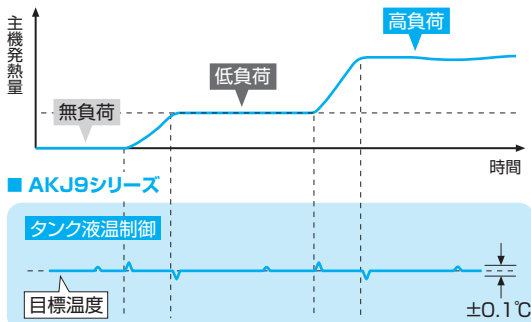 主機発熱量
高負荷
低負荷
無負荷
時間
■ AKJ9シリーズ
タンク液温制御
目標温度
±0.1℃